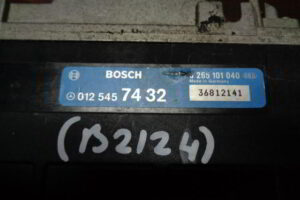 BOSCH
0 265 101 040
Made in Germany
012 545 74 32
36812141
(B2124)